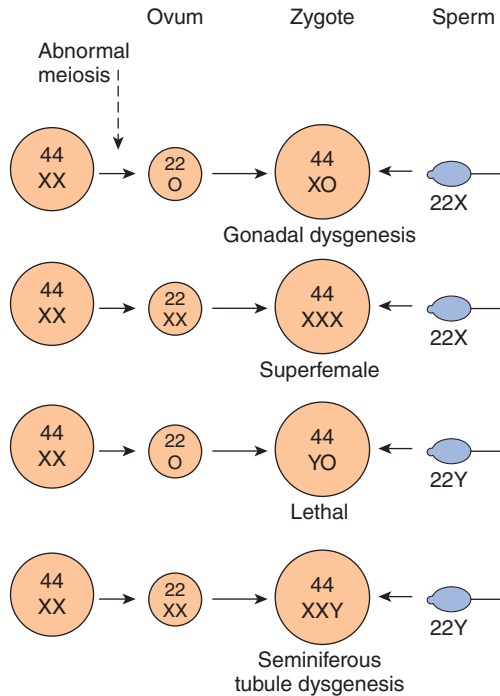 Ovum Zygote Sperm
Abnormal
meiosis
44
XX
22
O
44
XO
22X
Gonadal dysgenesis
44
XX
22
XX
44
XXX
22X
Superfemale
44
XX
22
O
44
YO
22Y
Lethal
44
XX
22
XX
44
XXY
22Y
Seminiferous
tubule dysgenesis